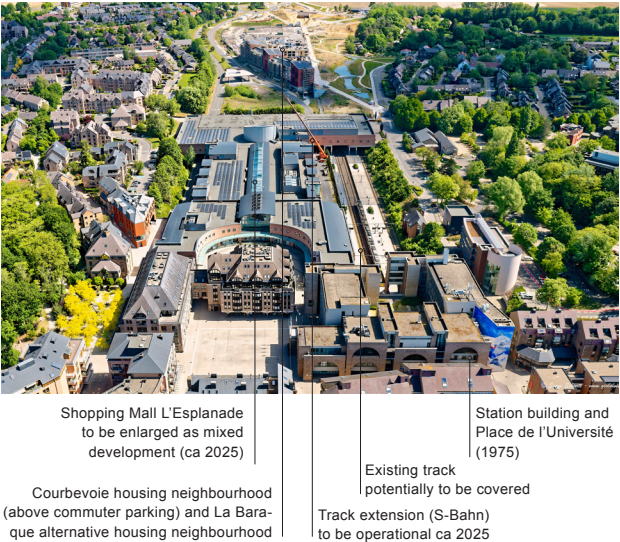 Shopping Mall L'Esplanade
to be enlarged as mixed
development (ca 2025)
Station building and
Place de l'Université
(1975)
Existing track
potentially to be covered
Courbevoie housing neighbourhood
(above commuter parking) and La Bara-
que alternative housing neighbourhood
Track extension (S-Bahn)
to be operational ca 2025